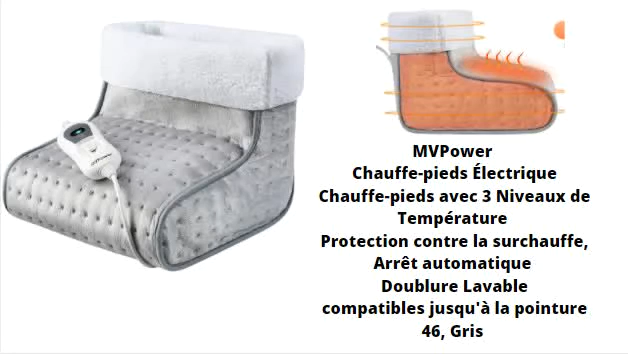 MVPower
Chauffe-pieds Électrique
Chauffe-pieds avec 3 Niveaux de
Température
Protection contre la surchauffe,
Arrêt automatique
Doublure Lavable
compatibles jusqu'à la pointure
46, Gris